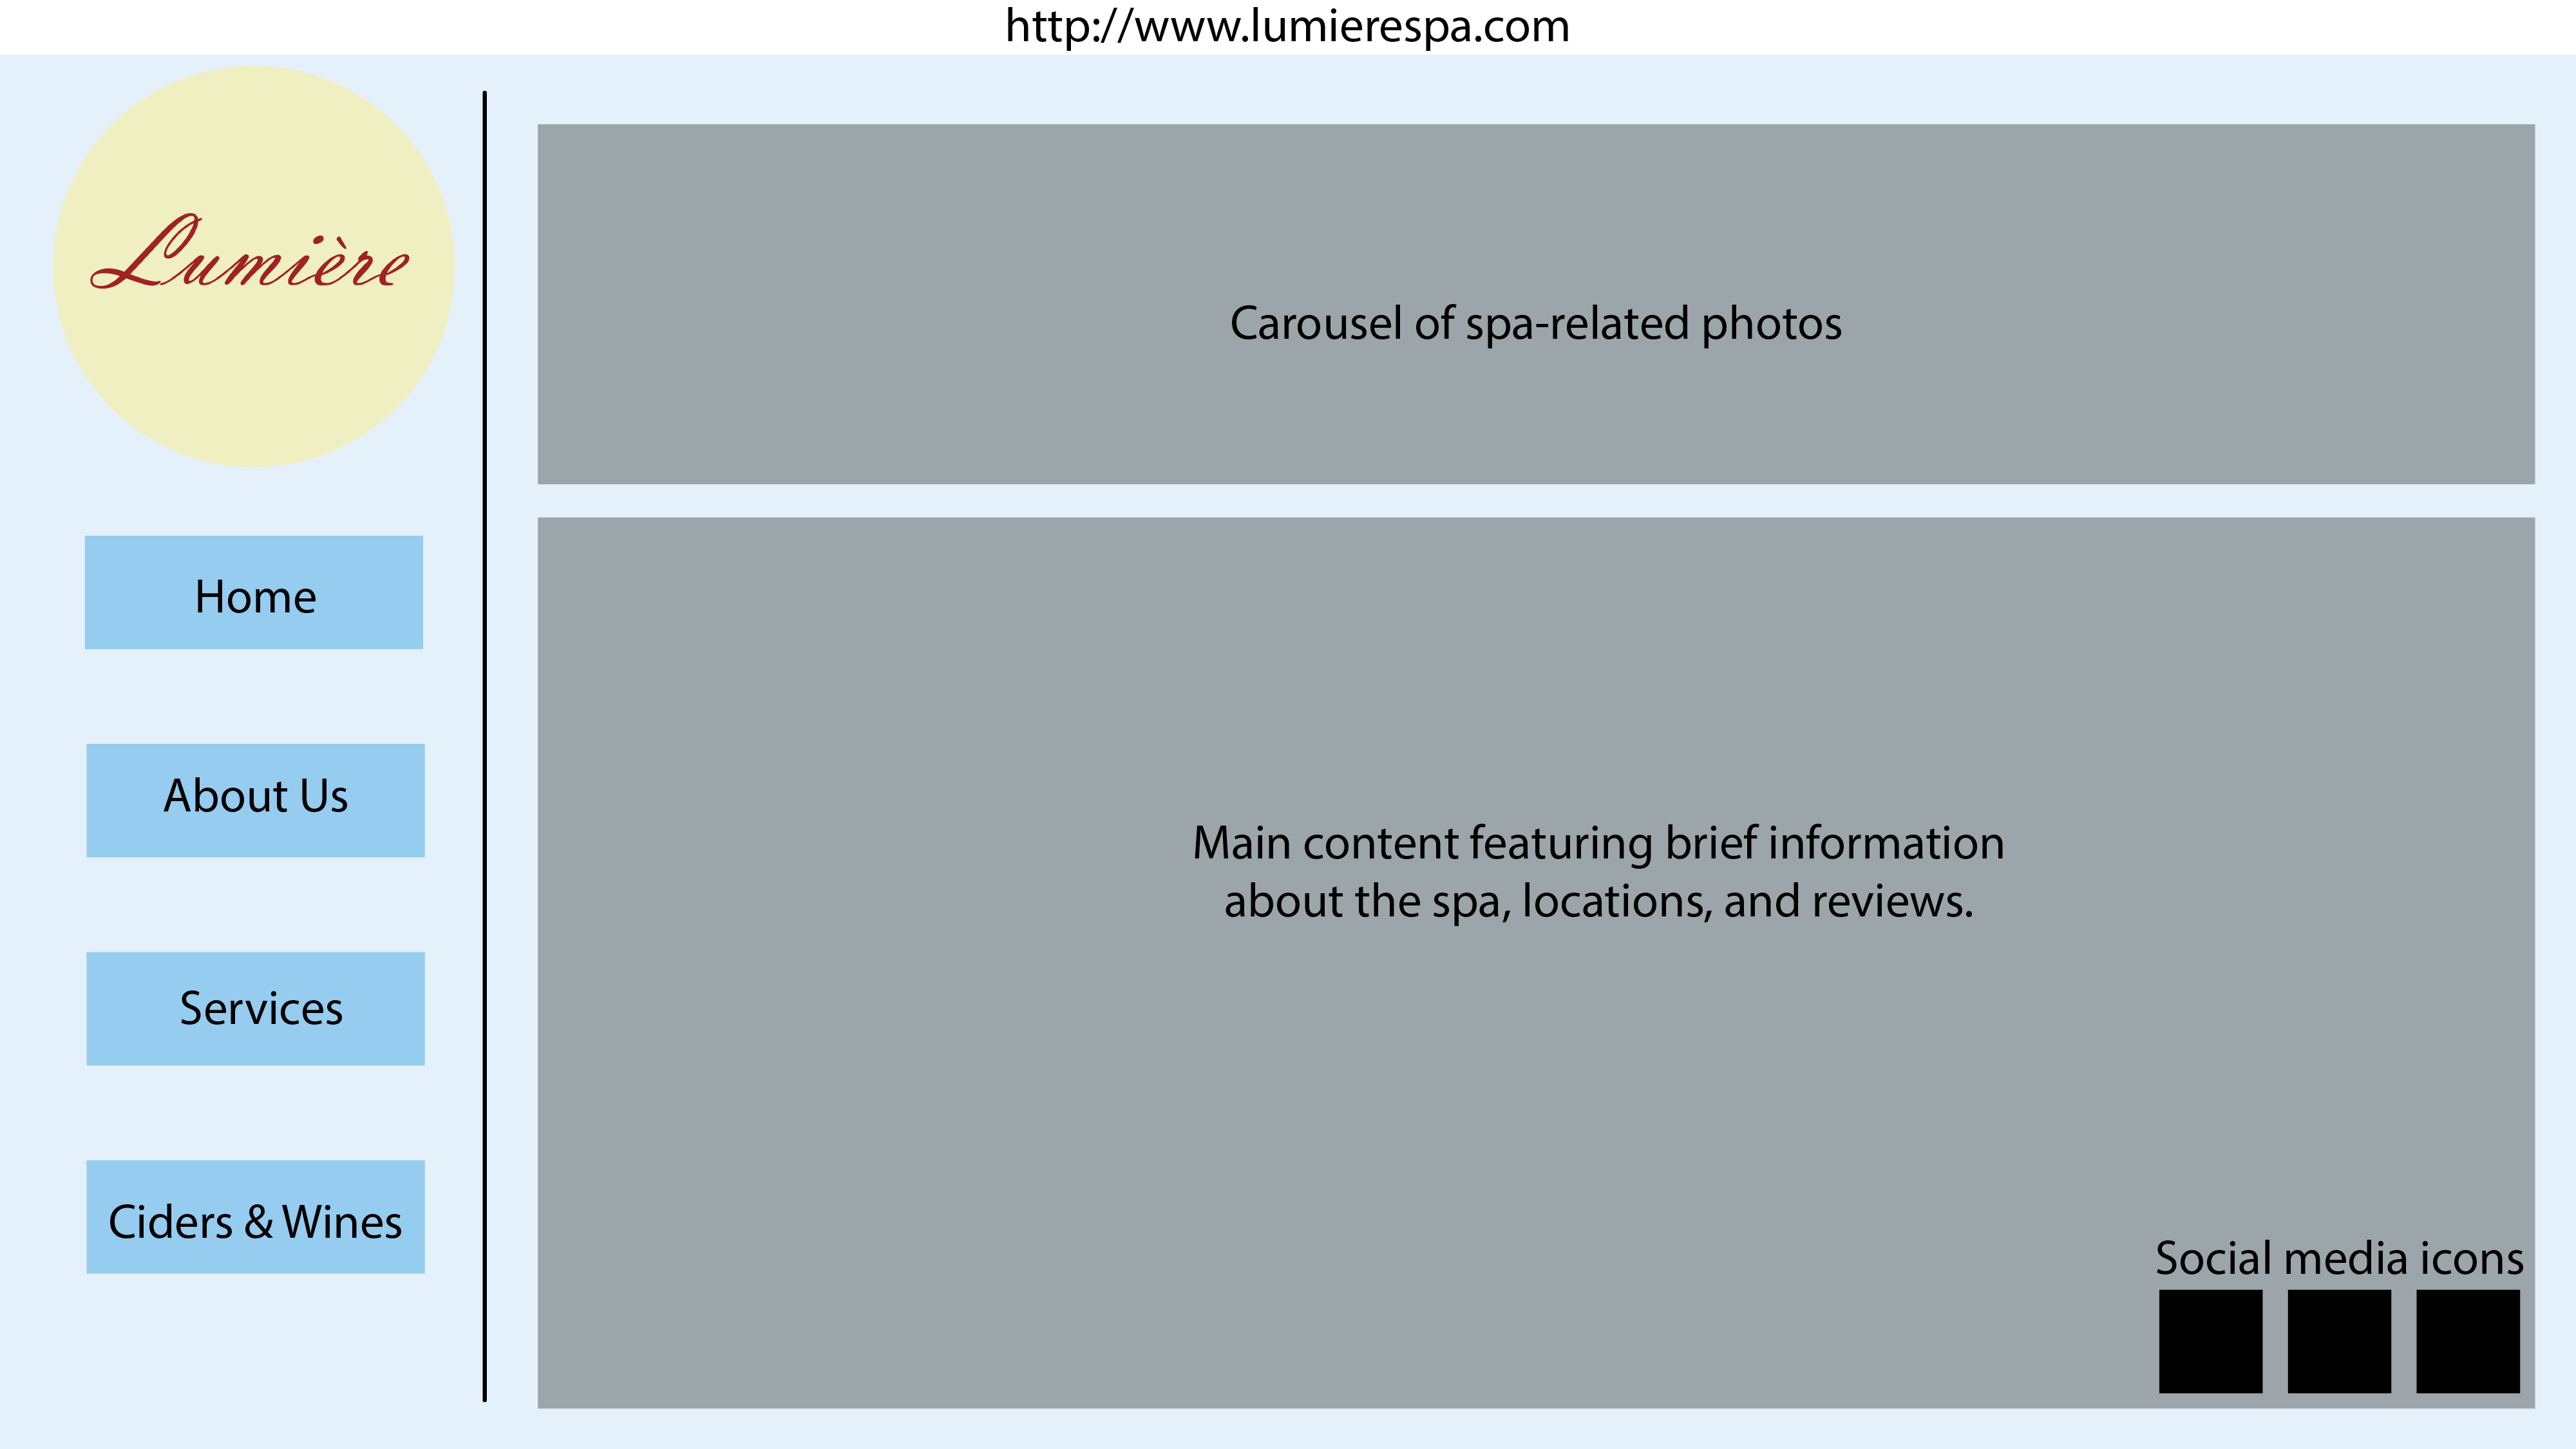 http://www.lumierespa.com
Lumière
Home
About Us
Services
Ciders & Wines
Carousel of spa-related photos
Main content featuring brief information
about the spa, locations, and reviews.
Social media icons